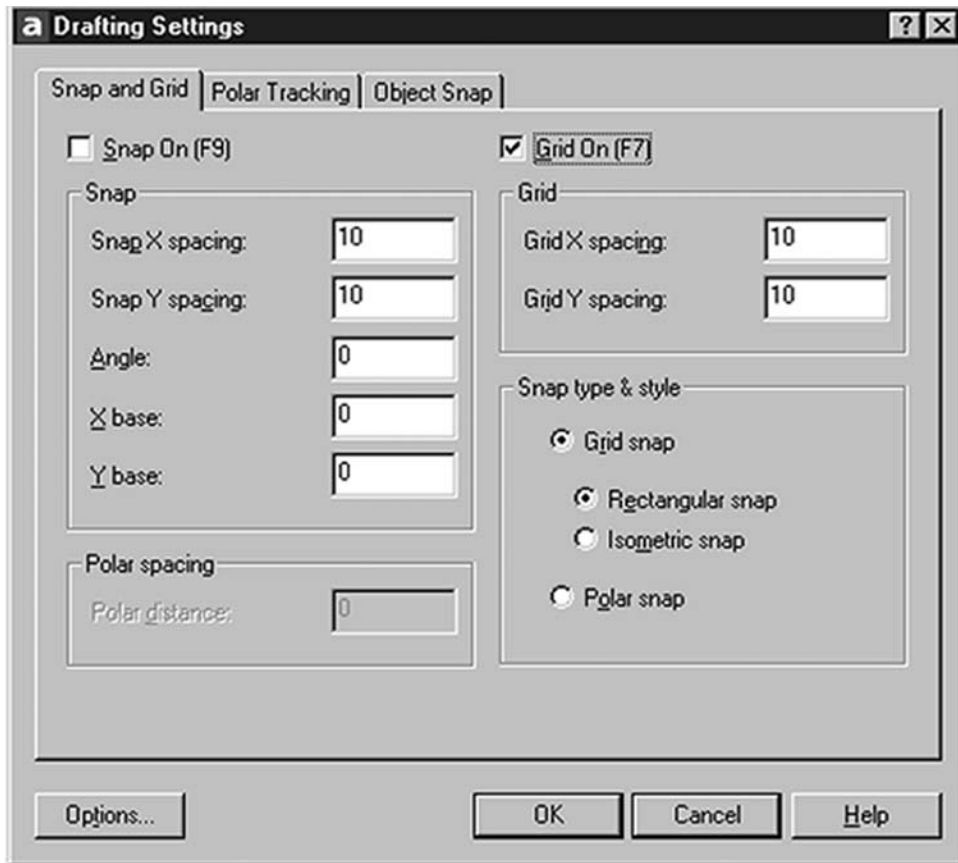 a Drafting Settings ?
Snap and Grid Polar Tracking Object Snap
Snap On (F9)
Snap
Snap X spacing: 10
Snap Y spacing: 10
Angle: 0
X base: 0
Y base: 0
Polar spacing
Polar distance: 0
Grid On (F7)
Grid
Grid X spacing: 10
Grid Y spacing: 10
Snap type & style
Grid snap
Rectangular snap
Isometric snap
Polar snap
Options... OK Cancel Help